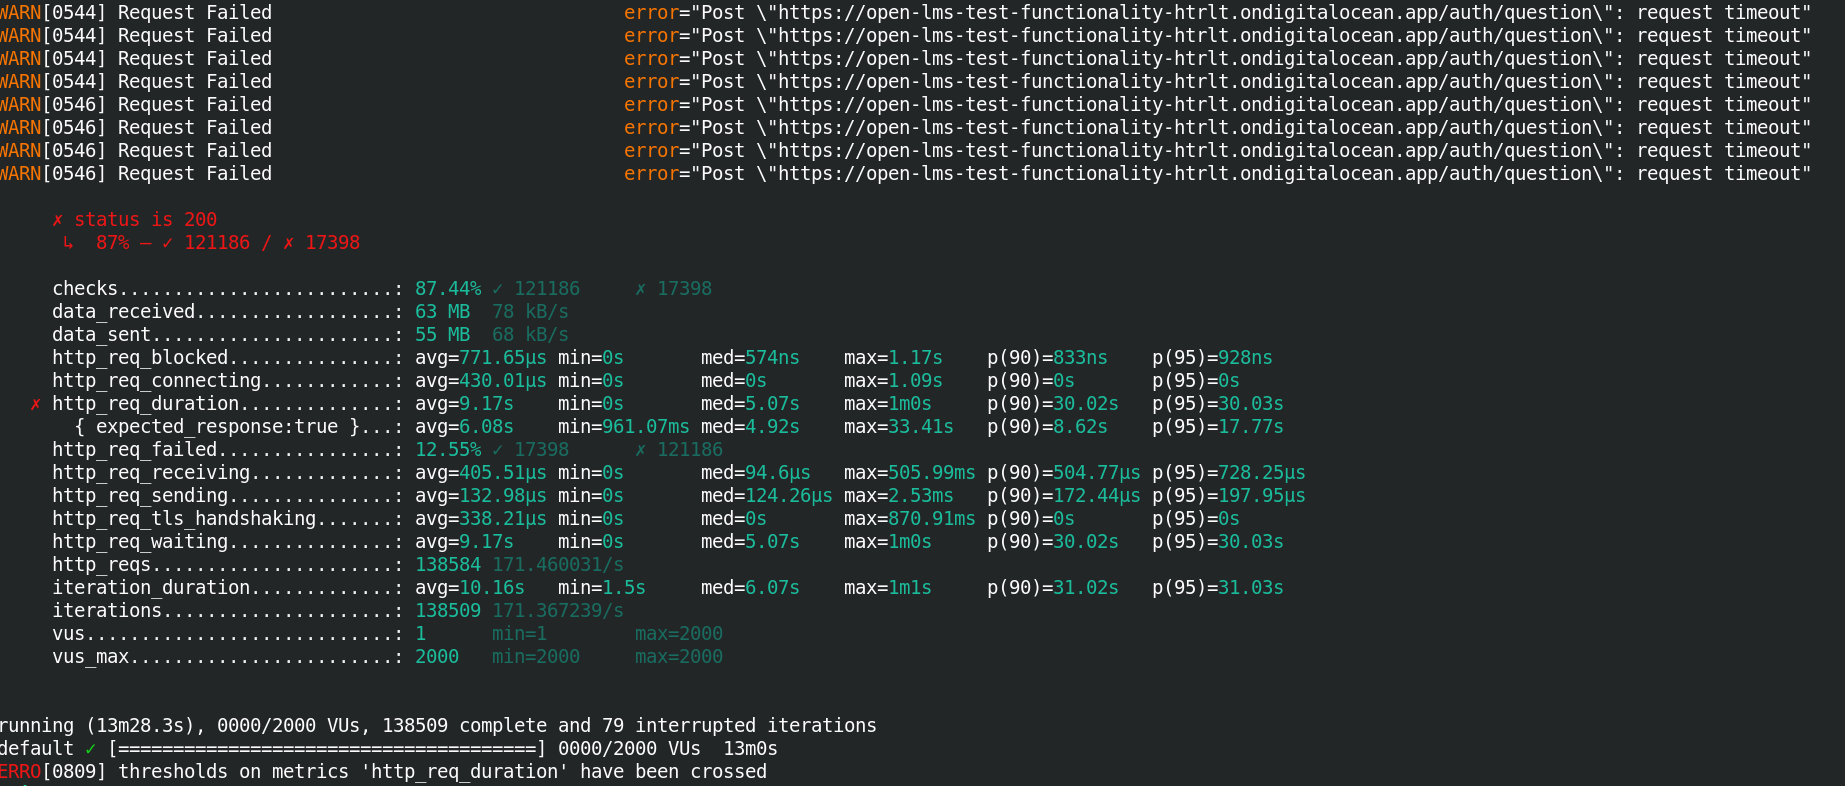 WARN[0544] Request Failed error="Post \"https://open-lms-test-functionality-htrlt.ondigitalocean.app/auth/question\": request timeout"
WARN[0544] Request Failed error="Post \"https://open-lms-test-functionality-htrlt.ondigitalocean.app/auth/question\": request timeout"
WARN[0544] Request Failed error="Post \"https://open-lms-test-functionality-htrlt.ondigitalocean.app/auth/question\": request timeout"
WARN[0544] Request Failed error="Post \"https://open-lms-test-functionality-htrlt.ondigitalocean.app/auth/question\": request timeout"
WARN[0546] Request Failed error="Post \"https://open-lms-test-functionality-htrlt.ondigitalocean.app/auth/question\": request timeout"
WARN[0546] Request Failed error="Post \"https://open-lms-test-functionality-htrlt.ondigitalocean.app/auth/question\": request timeout"
WARN[0546] Request Failed error="Post \"https://open-lms-test-functionality-htrlt.ondigitalocean.app/auth/question\": request timeout"
WARN[0546] Request Failed error="Post \"https://open-lms-test-functionality-htrlt.ondigitalocean.app/auth/question\": request timeout"
✗ status is 200
↳ 87% — ✓ 121186 / ✗ 17398
checks.........................: 87.44% ✓ 121186 ✗ 17398
data_received..................: 63 MB 78 kB/s
data_sent......................: 55 MB 68 kB/s
http_req_blocked...............: avg=771.65µs min=0s med=574ns max=1.17s p(90)=833ns p(95)=928ns
http_req_connecting............: avg=430.01µs min=0s med=0s max=1.09s p(90)=0s p(95)=0s
✗ http_req_duration..............: avg=9.17s min=0s med=5.07s max=1m0s p(90)=30.02s p(95)=30.03s
{ expected_response:true }...: avg=6.08s min=961.07ms med=4.92s max=33.41s p(90)=8.62s p(95)=17.77s
http_req_failed................: 12.55% ✓ 17398 ✗ 121186
http_req_receiving.............: avg=405.51µs min=0s med=94.6µs max=505.99ms p(90)=504.77µs p(95)=728.25µs
http_req_sending...............: avg=132.98µs min=0s med=124.26µs max=2.53ms p(90)=172.44µs p(95)=197.95µs
http_req_tls_handshaking.......: avg=338.21µs min=0s med=0s max=870.91ms p(90)=0s p(95)=0s
http_req_waiting...............: avg=9.17s min=0s med=5.07s max=1m0s p(90)=30.02s p(95)=30.03s
http_reqs......................: 138584 171.460031/s
iteration_duration.............: avg=10.16s min=1.5s med=6.07s max=1m1s p(90)=31.02s p(95)=31.03s
iterations.....................: 138509 171.367239/s
vus............................: 1 min=1 max=2000
vus_max........................: 2000 min=2000 max=2000
running (13m28.3s), 0000/2000 VUs, 138509 complete and 79 interrupted iterations
default ✓ [======================================] 0000/2000 VUs 13m0s
ERRO[0809] thresholds on metrics 'http_req_duration' have been crossed